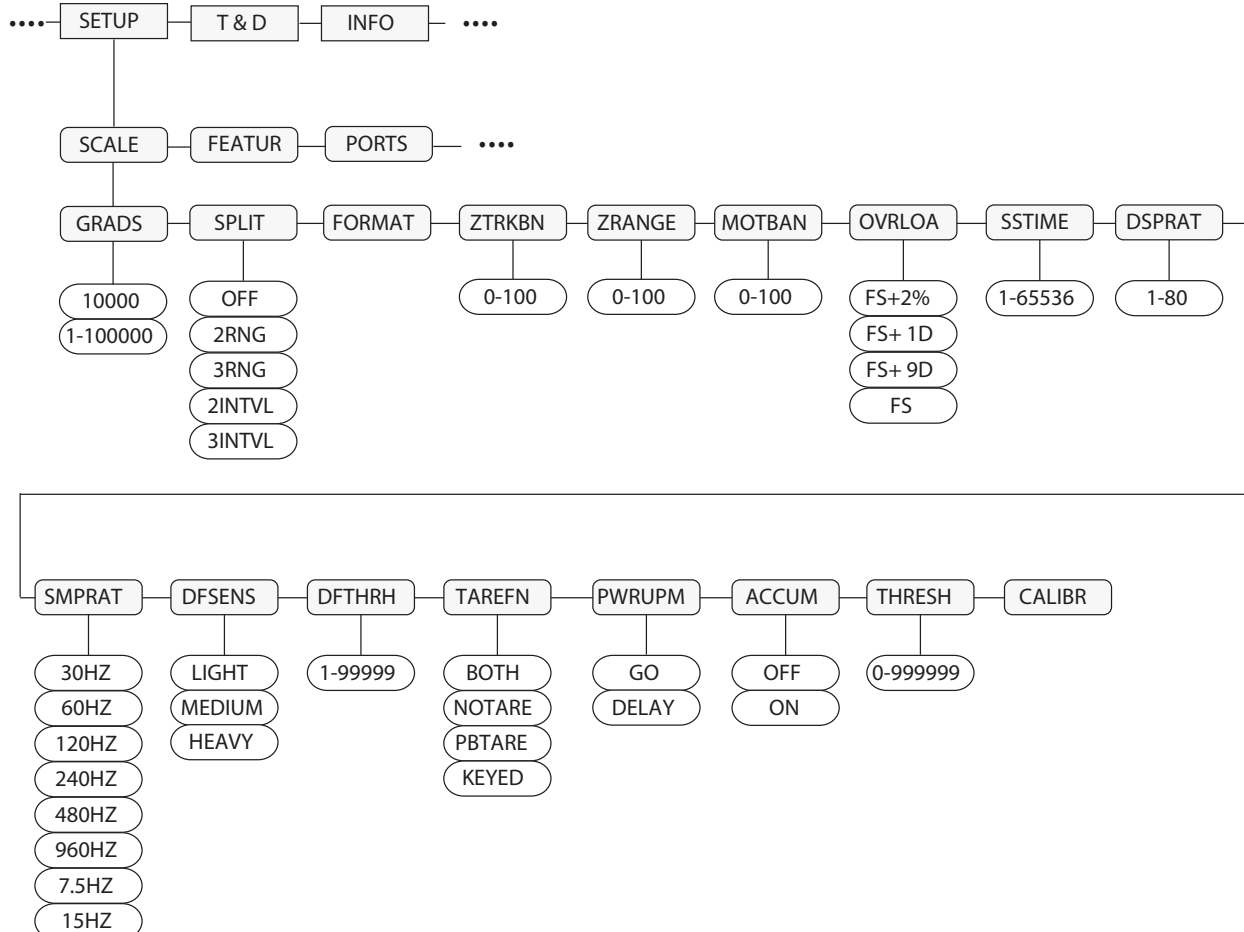 •••• SETUP T & D INFO ••••
SCALE FEATUR PORTS ••••
GRADS SPLIT FORMAT ZTRKBN ZRANGE MOTBAN OVRLOA SSTIME DSPRAT
10000 OFF 0-100 0-100 0-100 FS+2% 1-65536 1-80
1-100000 2RNG FS+ 1D
3RNG FS+ 9D
2INTVL FS
3INTVL
SMPRAT DFSENS DFTHRH TAREFN PWRUPM ACCUM THRESH CALIBR
30HZ LIGHT 1-99999 BOTH GO OFF 0-999999
60HZ MEDIUM NOTARE DELAY ON
120HZ HEAVY PBTARE
240HZ KEYED
480HZ
960HZ
7.5HZ
15HZ